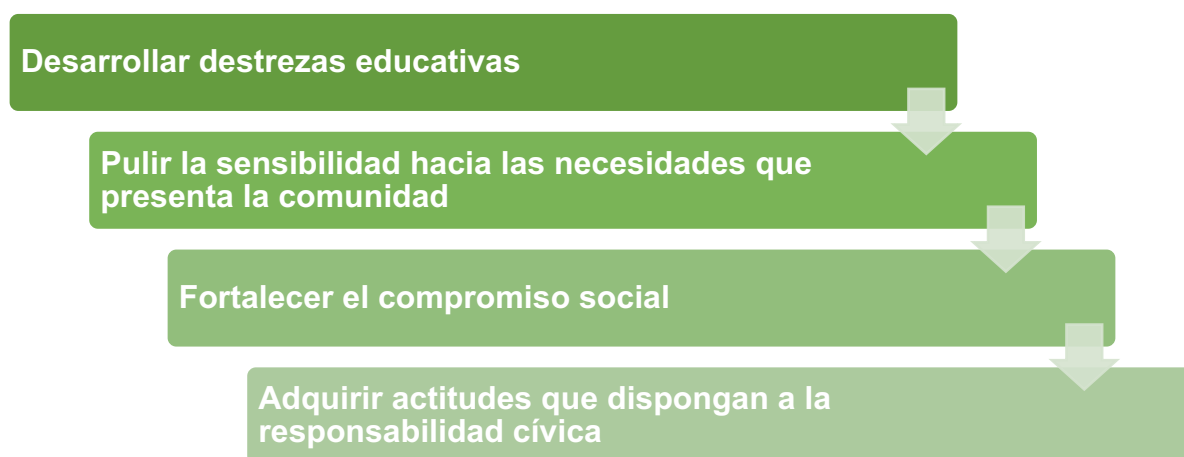 Desarrollar destrezas educativas
Pulir la sensibilidad hacia las necesidades que
presenta la comunidad
Fortalecer el compromiso social
Adquirir actitudes que dispongan a la
responsabilidad cívica